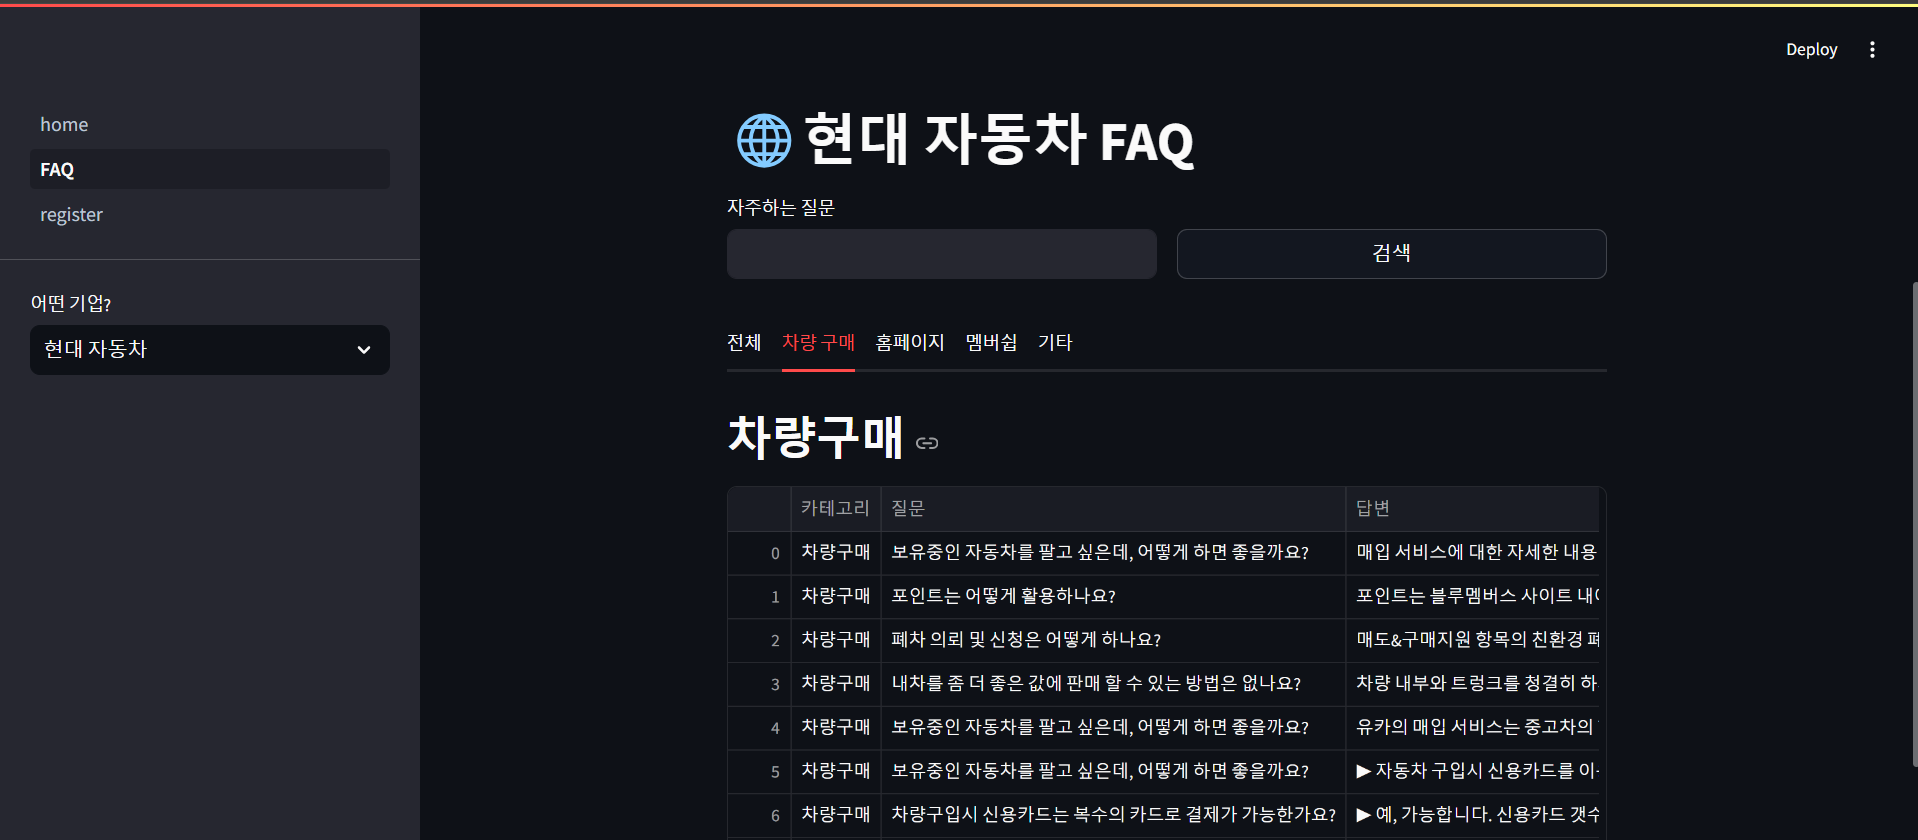 Deploy
home
FAQ
register
어떤 기업?
현대 자동차
현대 자동차 FAQ
자주하는 질문
검색
전체 차량 구매 홈페이지 멤버쉽 기타
차량구매
카테고리 질문 답변
0 차량구매 보유중인 자동차를 팔고 싶은데, 어떻게 하면 좋을까요? 매입 서비스에 대한 자세한 내용
1 차량구매 포인트는 어떻게 활용하나요? 포인트는 블루멤버스 사이트 내
2 차량구매 폐차 의뢰 및 신청은 어떻게 하나요? 매도&구매지원 항목의 친환경 폐
3 차량구매 내차를 좀 더 좋은 값에 판매 할 수 있는 방법은 없나요? 차량 내부와 트렁크를 청결히 하
4 차량구매 보유중인 자동차를 팔고 싶은데, 어떻게 하면 좋을까요? 유카의 매입 서비스는 중고차의
5 차량구매 보유중인 자동차를 팔고 싶은데, 어떻게 하면 좋을까요? ▶ 자동차 구입시 신용카드를 이
6 차량구매 차량구입시 신용카드는 복수의 카드로 결제가 가능한가요? ▶ 예, 가능합니다. 신용카드 갯수